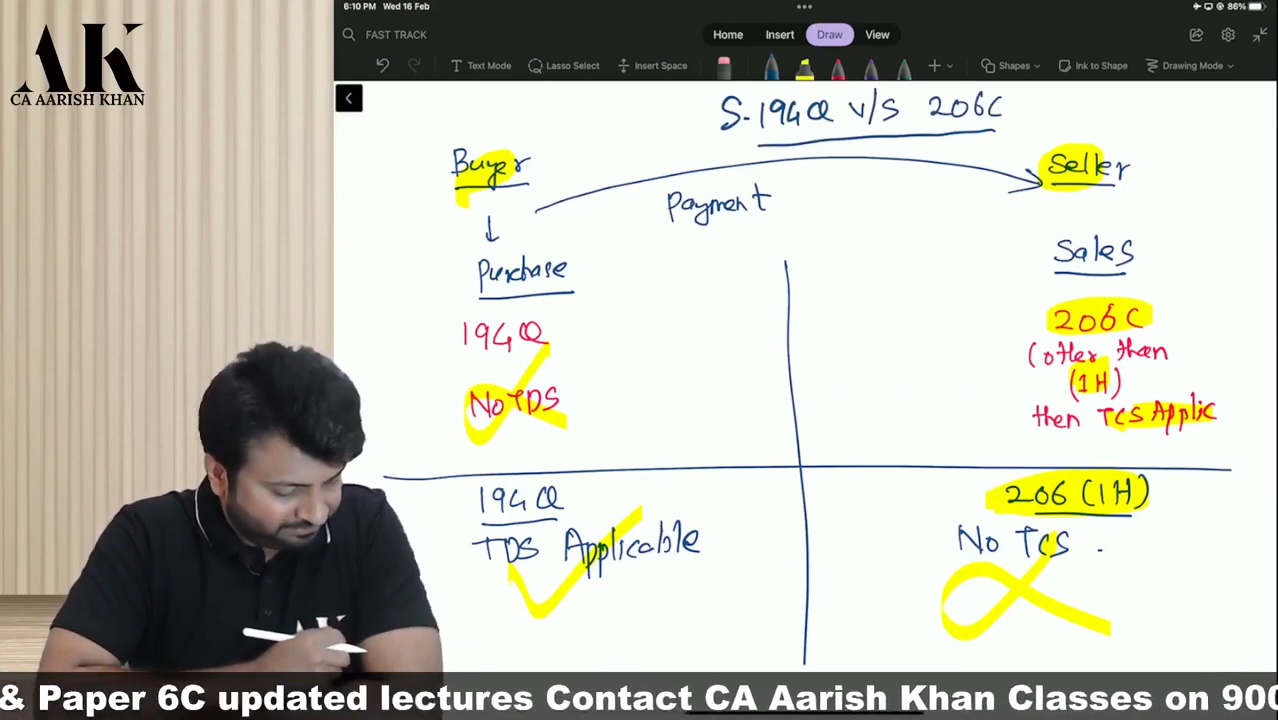 AK
CA AARISH KHAN
6:10 PM Wed 16 Feb
86%
FAST TRACK
Home Insert Draw View
Text Mode Lasso Select Insert Space Shapes Ink to Shape Drawing Mode
S-194Q v/s 206C
Buyer
Seller
Payment
Purchase
Sales
194Q
No TDS
206C
(other than
(1H)
then TCS Applic
194Q
TDS Applicable
206(1H)
No TCS.
AK
& Paper 6C updated lectures Contact CA Aarish Khan Classes on 900